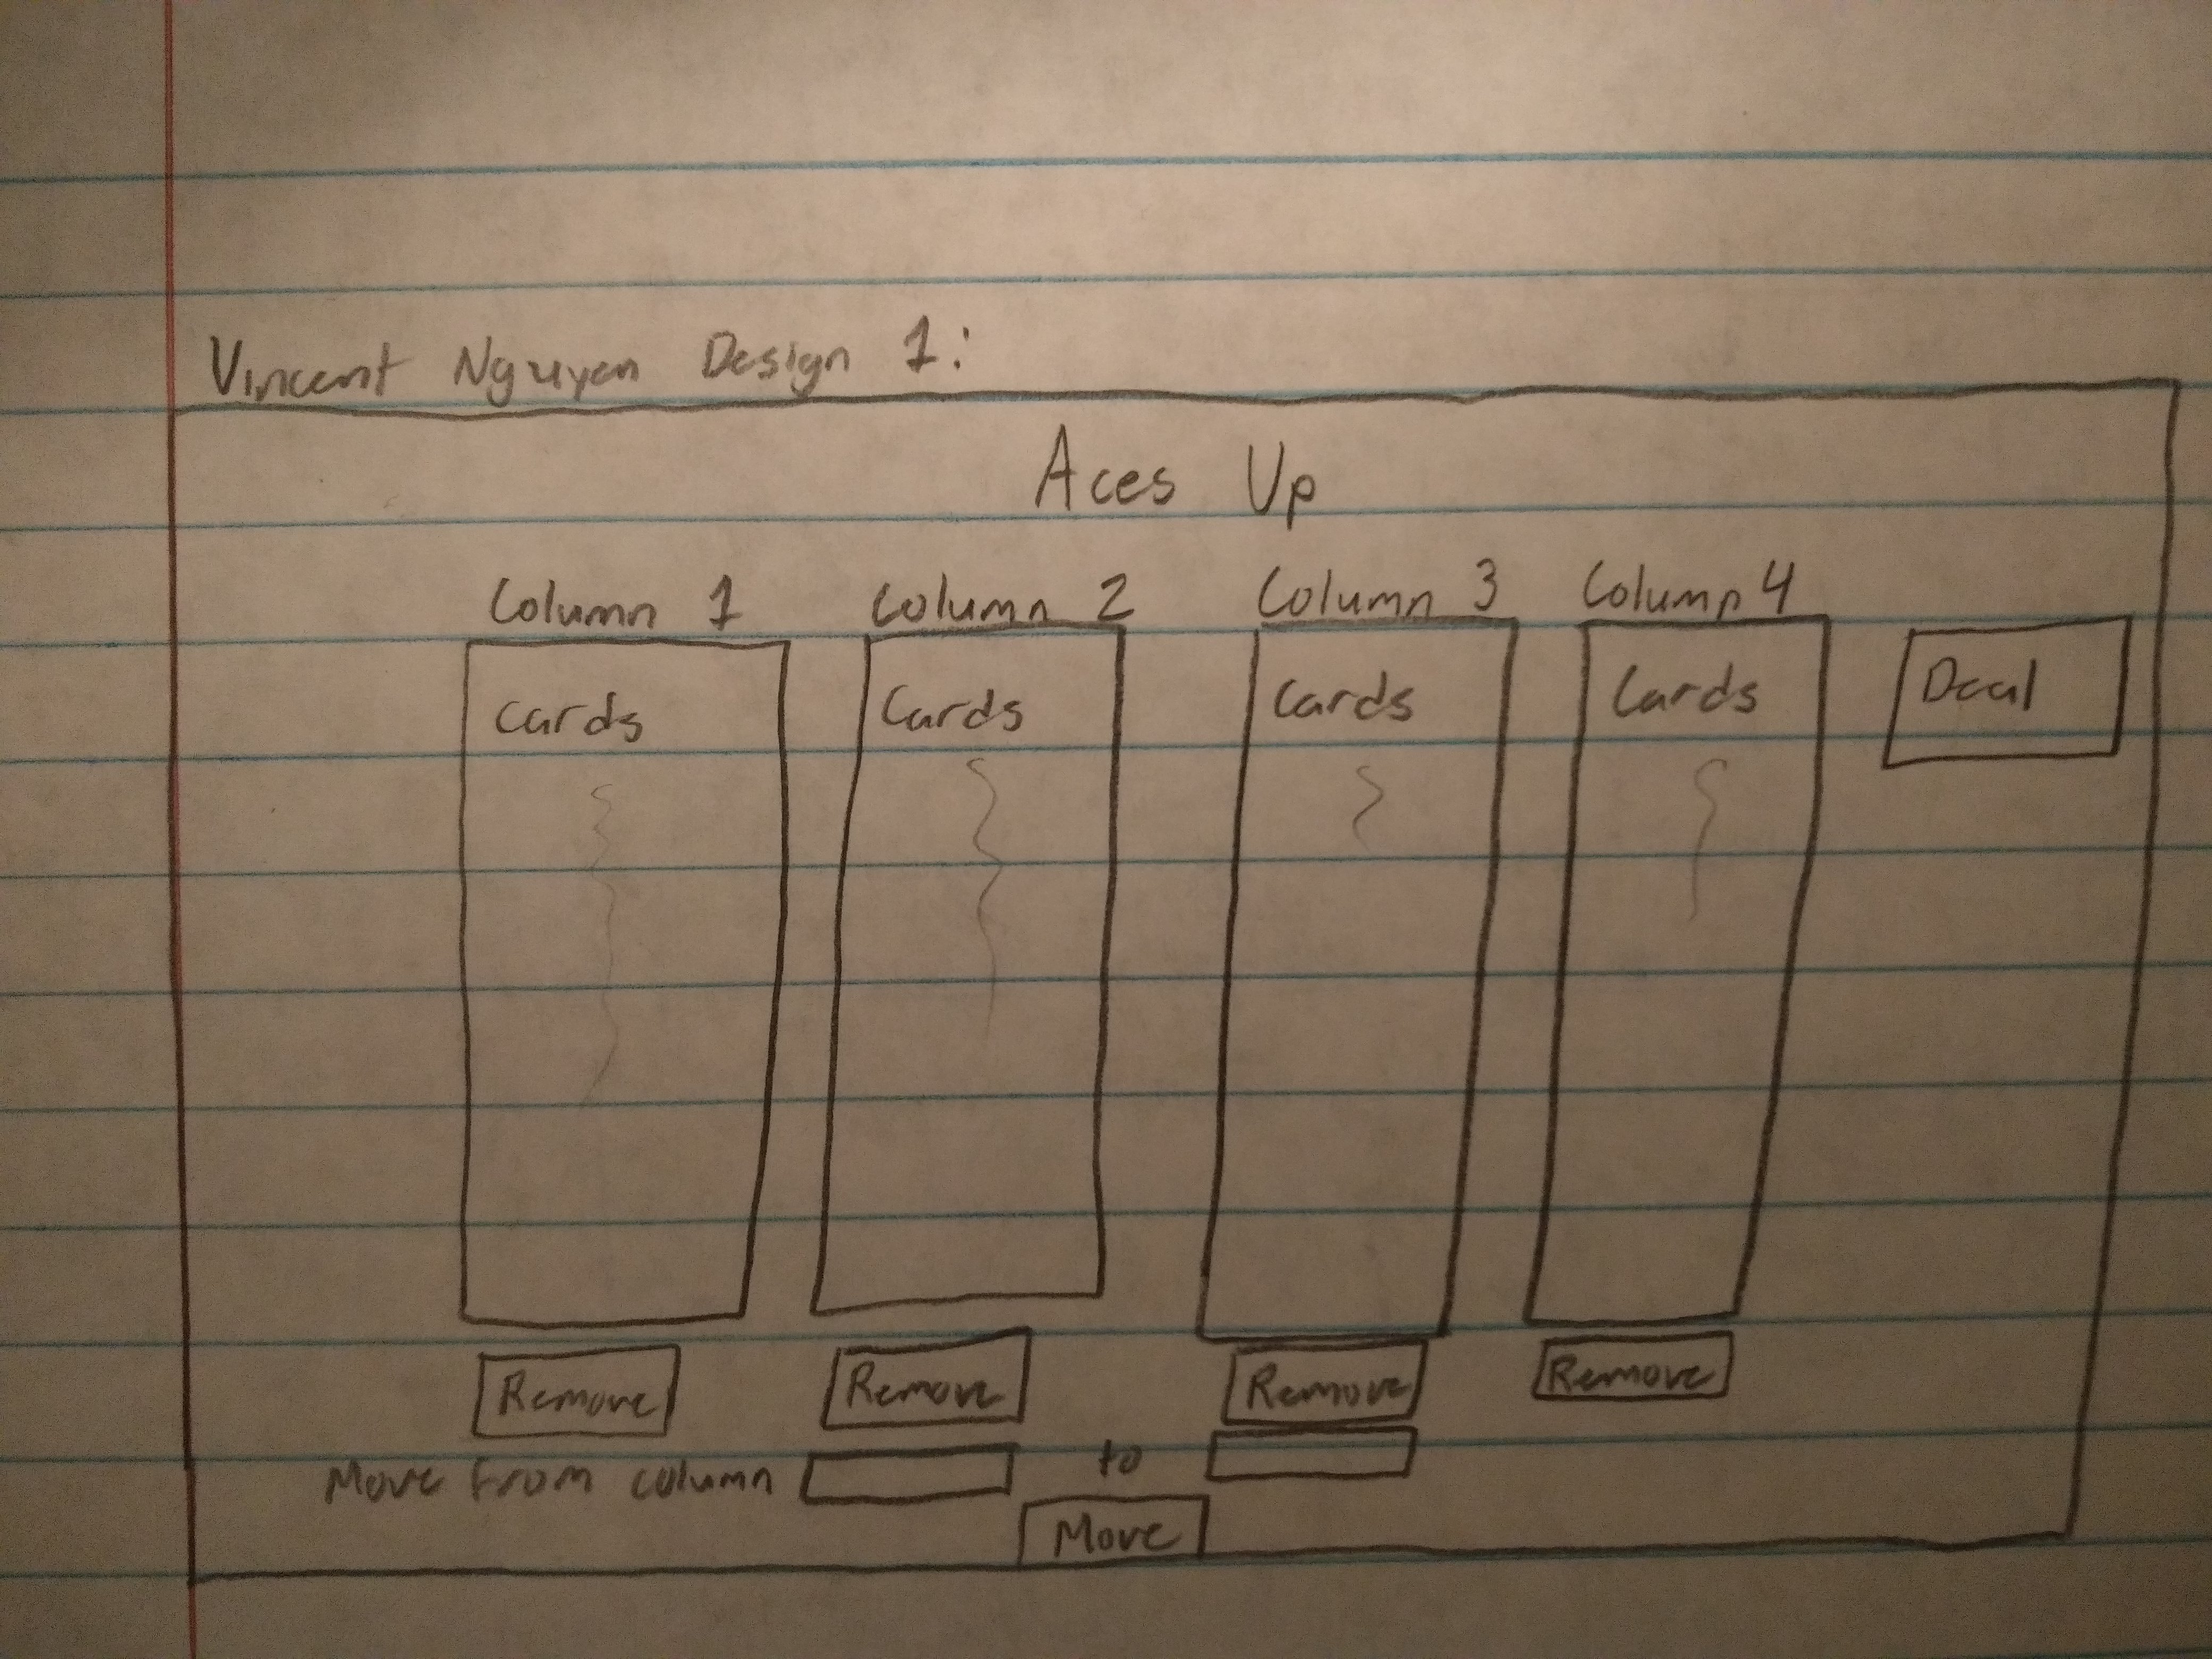 Vincent Nguyen Design 1:
Aces Up
Column 1 Column 2 Column 3 Column 4
Cards Cards Cards Cards Deal
Remove Remove Remove Remove
Move from column to
Move